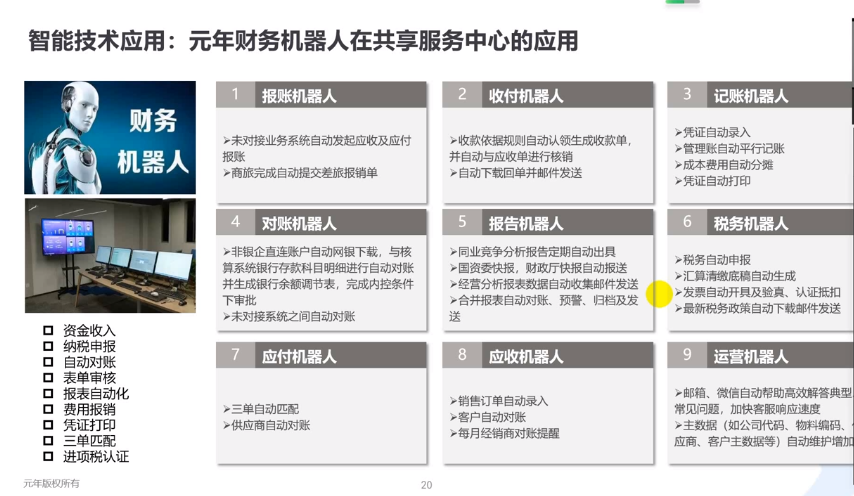 智能技术应用：元年财务机器人在共享服务中心的应用
财务
机器人
资金收入
纳税申报
自动对账
表单审核
报表自动化
费用报销
凭证打印
三单匹配
进项税认证
1 报账机器人
➢未对接业务系统自动发起应收及应付
报账
➢商旅完成自动提交差旅报销单
2 收付机器人
➢收款依据规则自动认领生成收款单，
并自动与应收单进行核销
➢自动下载回单并邮件发送
3 记账机器人
➢凭证自动录入
➢管理账自动平行记账
➢成本费用自动分摊
➢凭证自动打印
4 对账机器人
➢非银企直连账户自动网银下载，与核
算系统银行存款科目明细进行自动对账
并生成银行余额调节表，完成内控条件
下审批
➢未对接系统之间自动对账
5 报告机器人
➢同业竞争分析报告定期自动出具
➢国资委快报，财政厅快报自动报送
➢经营分析报表数据自动收集邮件发送
➢合并报表自动对账、预警、归档及发
送
6 税务机器人
➢税务自动申报
➢汇算清缴底稿自动生成
➢发票自动开具及验真、认证抵扣
➢最新税务政策自动下载邮件发送
7 应付机器人
➢三单自动匹配
➢供应商自动对账
8 应收机器人
➢销售订单自动录入
➢客户自动对账
➢每月经销商对账提醒
9 运营机器人
➢邮箱、微信自动帮助高效解答典型
常见问题，加快客服响应速度
➢主数据（如公司代码、物料编码、
应商、客户主数据等）自动维护增加
元年版权所有
20